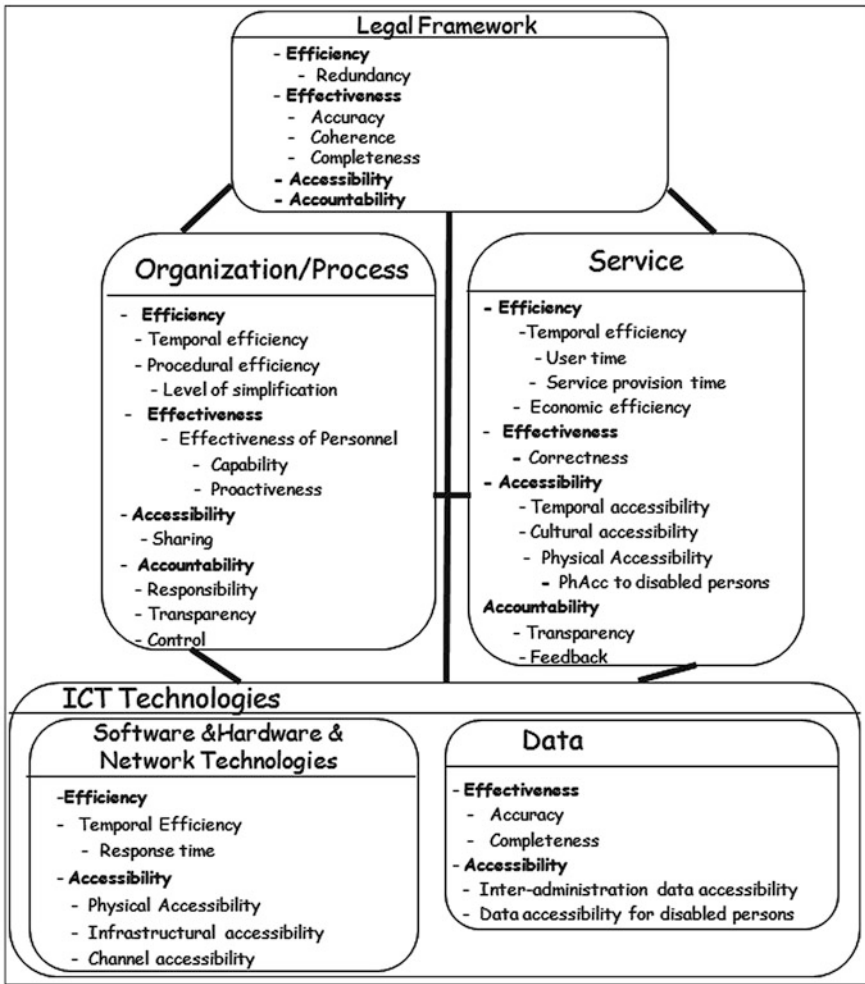 Legal Framework
- Efficiency
- Redundancy
- Effectiveness
- Accuracy
- Coherence
- Completeness
- Accessibility
- Accountability
Organization/Process
- Efficiency
- Temporal efficiency
- Procedural efficiency
- Level of simplification
- Effectiveness
- Effectiveness of Personnel
- Capability
- Proactiveness
- Accessibility
- Sharing
- Accountability
- Responsibility
- Transparency
- Control
Service
- Efficiency
-Temporal efficiency
- User time
- Service provision time
- Economic efficiency
- Effectiveness
- Correctness
- Accessibility
- Temporal accessibility
- Cultural accessibility
- Physical Accessibility
- PhAcc to disabled persons
Accountability
- Transparency
- Feedback
ICT Technologies
Software &Hardware &
Network Technologies
-Efficiency
- Temporal Efficiency
- Response time
- Accessibility
- Physical Accessibility
- Infrastructural accessibility
- Channel accessibility
Data
- Effectiveness
- Accuracy
- Completeness
- Accessibility
- Inter-administration data accessibility
- Data accessibility for disabled persons